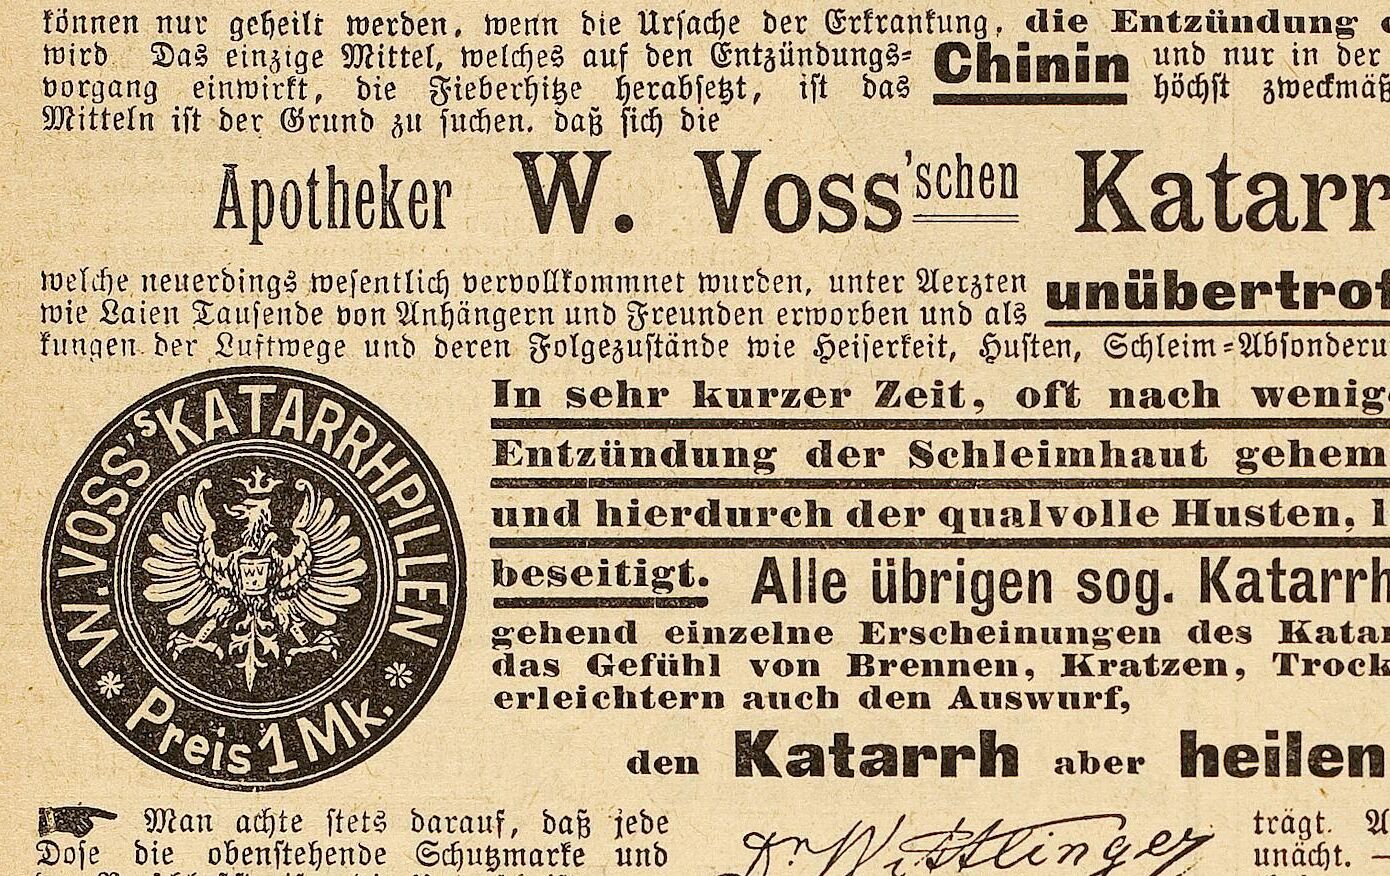 können nur geheilt werden, wenn die Ursache der Erkrankung, die Entzündung
wird Das einzige Mittel, welches auf den Entzündungs-
vorgang einwirkt, die Fieberhitze herabsetzt, ist das
Chinin
und nur in der
höchst zweckmäß
Mitteln ist der Grund zu suchen. daß sich die
Apotheker W. Voss'schen Katarr
welche neuerdings wesentlich vervollkommnet wurden, unter Aerzten
wie Laien Tausende von Anhängern und Freunden erworben und als
unübertrof
kungen der Luftwege und deren Folgezustände wie Heiserkeit, Husten, Schleim-Absonderu
W. VOSS'S KATARRHPILLEN
W
Preis 1 Mk.
In sehr kurzer Zeit, oft nach wenig
Entzündung der Schleimhaut gehem
und hierdurch der qualvolle Husten, l
beseitigt. Alle übrigen sog. Katarrh
gehend einzelne Erscheinungen des Katar
das Gefühl von Brennen, Kratzen, Trock
erleichtern auch den Auswurf,
den Katarrh aber heilen
Man achte stets darauf, daß jede
Dose die obenstehende Schutzmarke und
Dr Wittlinger
trägt. A
unächt. —